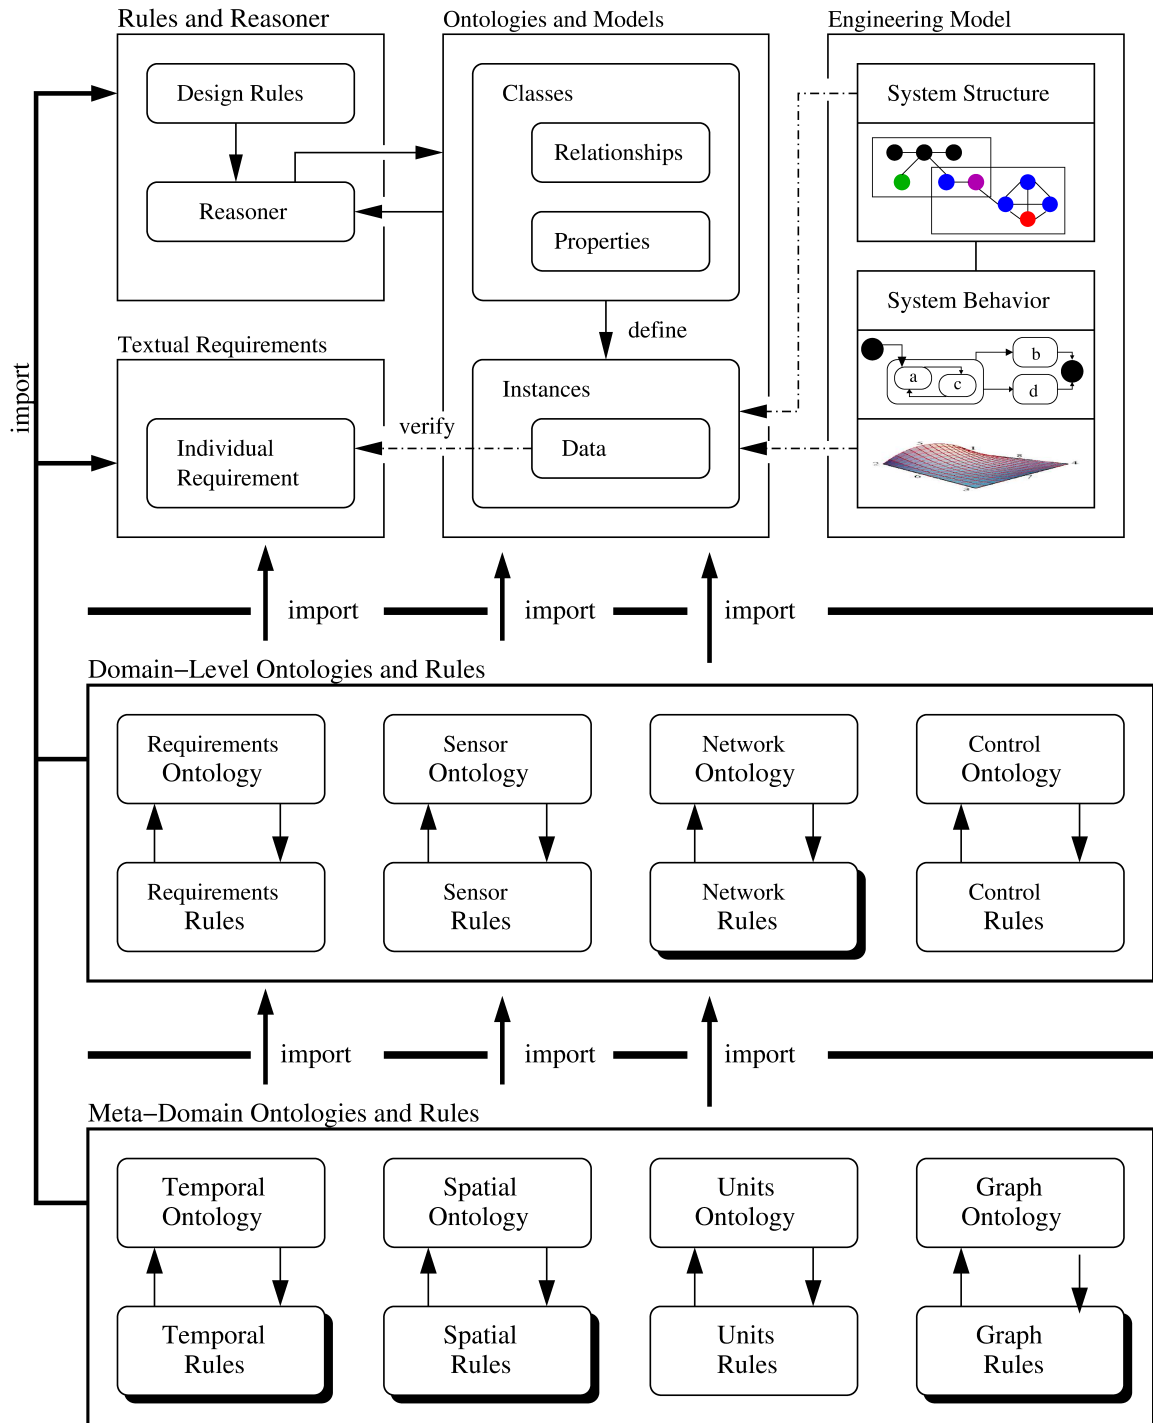 Rules and Reasoner
Design Rules
Reasoner
Ontologies and Models
Classes
Relationships
Properties
define
Instances
Data
Engineering Model
System Structure
System Behavior
a
c
b
d
Textual Requirements
Individual
Requirement
verify
import
import
import
import
Domain−Level Ontologies and Rules
Requirements
Ontology
Sensor
Ontology
Network
Ontology
Control
Ontology
Requirements
Rules
Sensor
Rules
Network
Rules
Control
Rules
import
import
import
Meta−Domain Ontologies and Rules
Temporal
Ontology
Spatial
Ontology
Units
Ontology
Graph
Ontology
Temporal
Rules
Spatial
Rules
Units
Rules
Graph
Rules